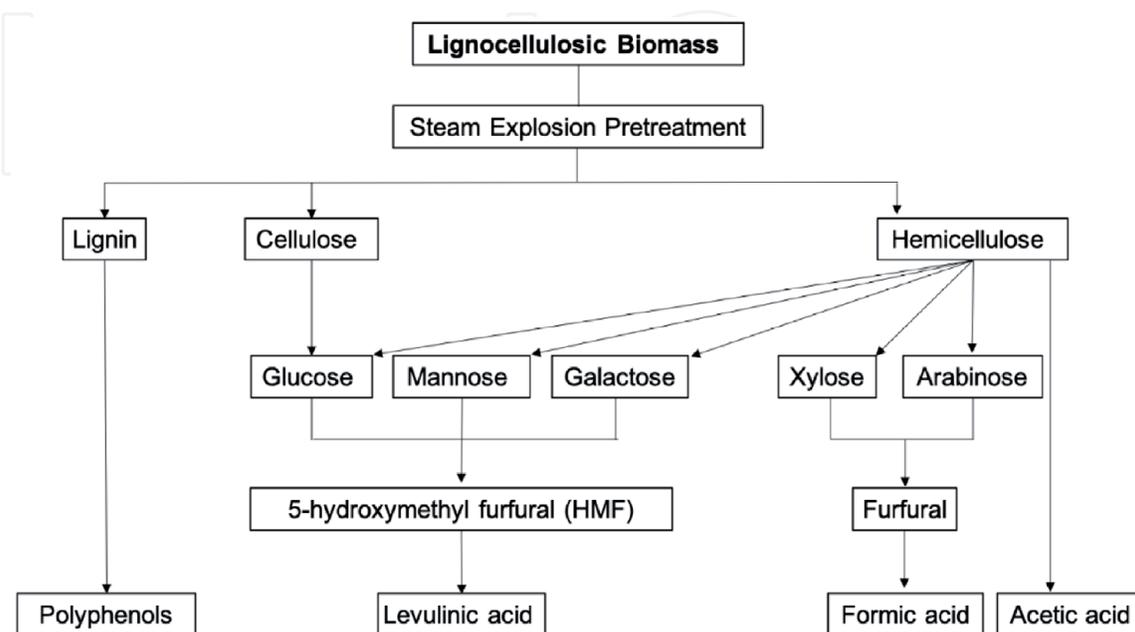 Lignocellulosic Biomass
Steam Explosion Pretreatment
Lignin
Cellulose
Hemicellulose
Glucose
Mannose
Galactose
Xylose
Arabinose
5-hydroxymethyl furfural (HMF)
Furfural
Polyphenols
Levulinic acid
Formic acid
Acetic acid